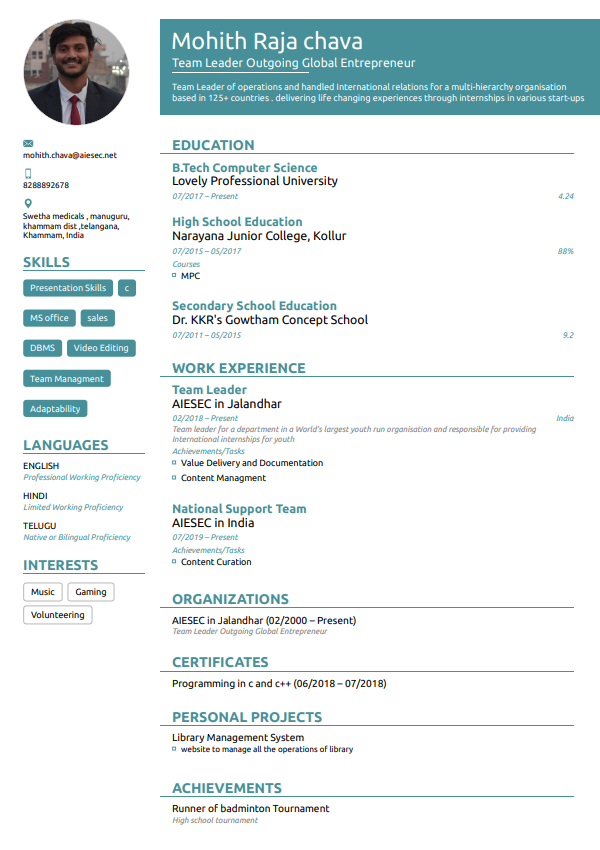 Mohith Raja chava
Team Leader Outgoing Global Entrepreneur
Team Leader of operations and handled International relations for a multi-hierarchy organisation
based in 125+ countries . delivering life changing experiences through internships in various start-ups
mohith.chava@aiesec.net
8288892678
Swetha medicals , manuguru,
khammam dist ,telangana,
Khammam, India
SKILLS
Presentation Skills c
MS office sales
DBMS Video Editing
Team Managment
Adaptability
LANGUAGES
ENGLISH
Professional Working Proficiency
HINDI
Limited Working Proficiency
TELUGU
Native or Bilingual Proficiency
INTERESTS
Music Gaming
Volunteering
EDUCATION
B.Tech Computer Science
Lovely Professional University
07/2017 – Present 4.24
High School Education
Narayana Junior College, Kollur
07/2015 – 05/2017 88%
Courses
MPC
Secondary School Education
Dr. KKR's Gowtham Concept School
07/2011 – 05/2015 9.2
WORK EXPERIENCE
Team Leader
AIESEC in Jalandhar
02/2018 – Present India
Team leader for a department in a World's largest youth run organisation and responsible for providing
International internships for youth
Achievements/Tasks
Value Delivery and Documentation
Content Managment
National Support Team
AIESEC in India
07/2019 – Present
Achievements/Tasks
Content Curation
ORGANIZATIONS
AIESEC in Jalandhar (02/2000 – Present)
Team Leader Outgoing Global Entrepreneur
CERTIFICATES
Programming in c and c++ (06/2018 – 07/2018)
PERSONAL PROJECTS
Library Management System
website to manage all the operations of library
ACHIEVEMENTS
Runner of badminton Tournament
High school tournament